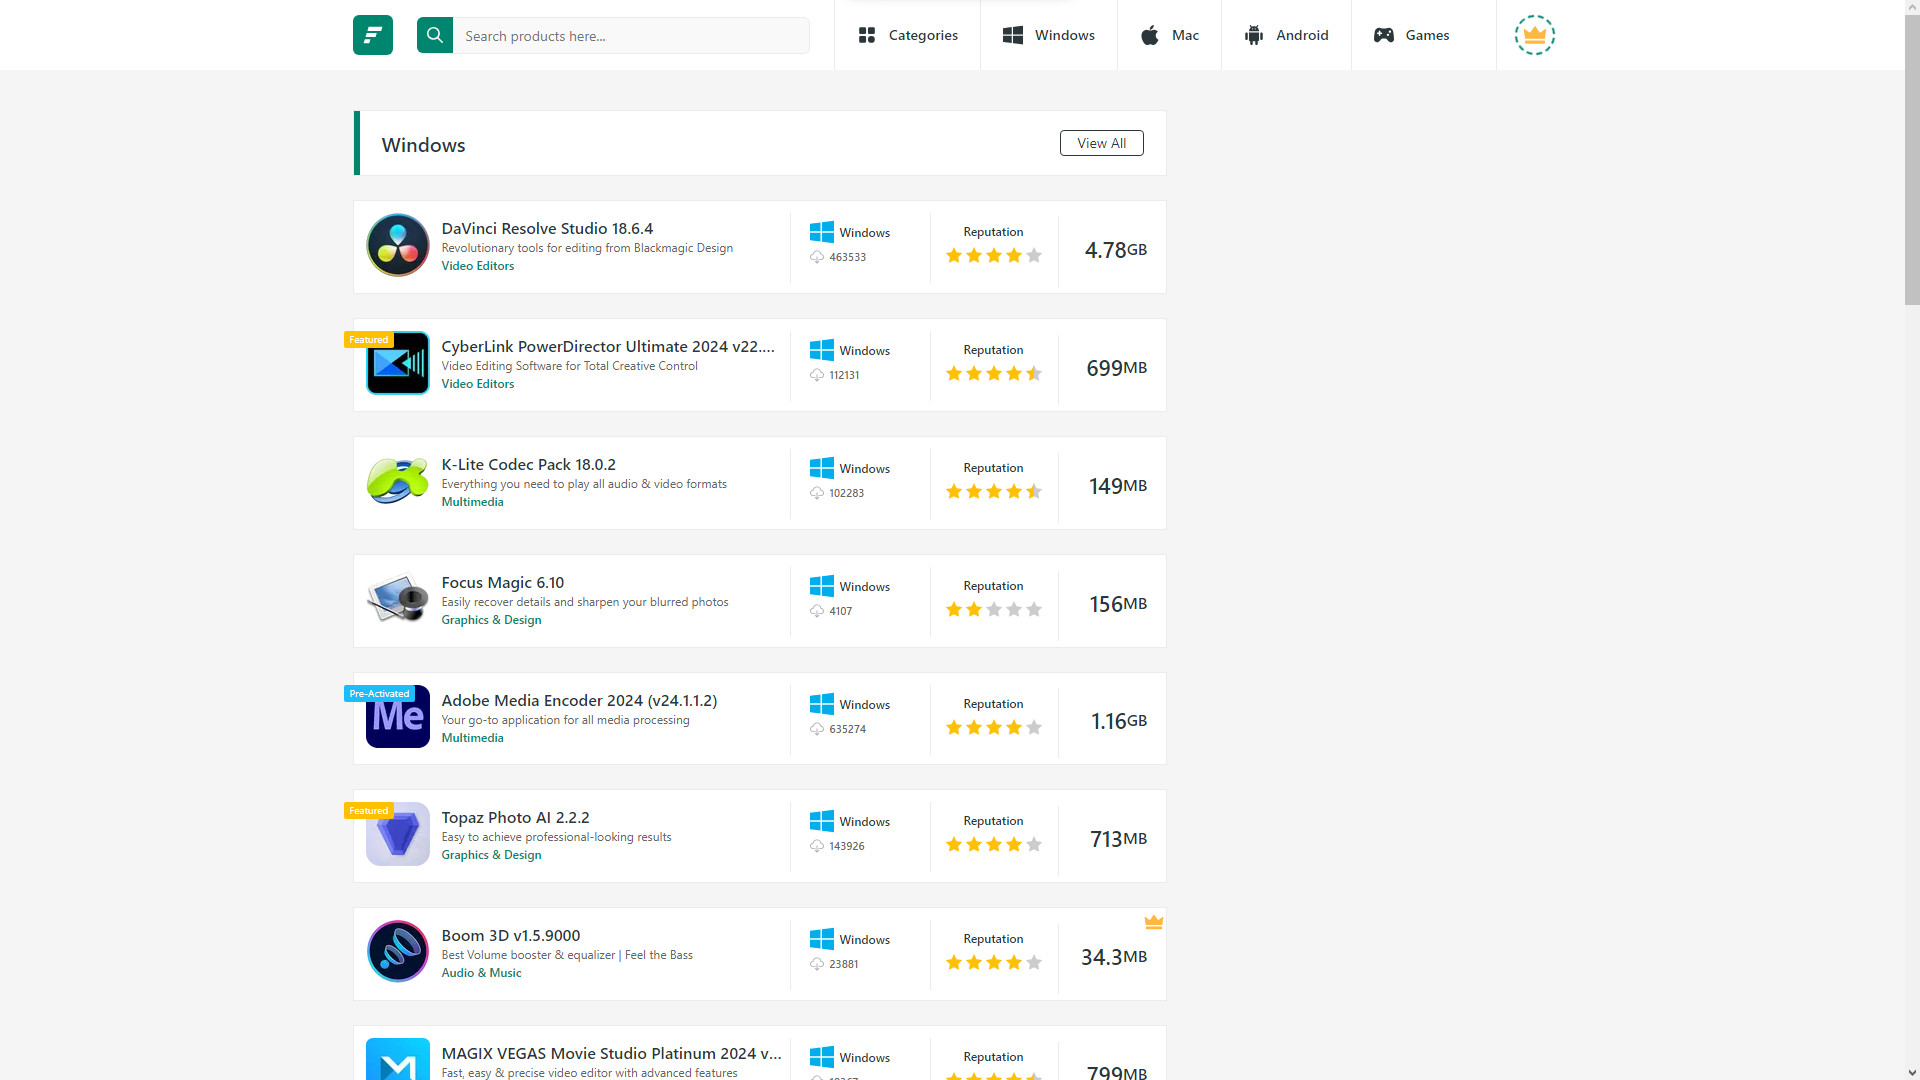 Search products here...
Categories
Windows
Mac
Android
Games
Windows
View All
DaVinci Resolve Studio 18.6.4
Revolutionary tools for editing from Blackmagic Design
Video Editors
Windows
463533
Reputation
4.78GB
Featured
CyberLink PowerDirector Ultimate 2024 v22....
Video Editing Software for Total Creative Control
Video Editors
Windows
112131
Reputation
699MB
K-Lite Codec Pack 18.0.2
Everything you need to play all audio & video formats
Multimedia
Windows
102283
Reputation
149MB
Focus Magic 6.10
Easily recover details and sharpen your blurred photos
Graphics & Design
Windows
4107
Reputation
156MB
Pre-Activated
Me
Adobe Media Encoder 2024 (v24.1.1.2)
Your go-to application for all media processing
Multimedia
Windows
635274
Reputation
1.16GB
Featured
Topaz Photo AI 2.2.2
Easy to achieve professional-looking results
Graphics & Design
Windows
143926
Reputation
713MB
Boom 3D v1.5.9000
Best Volume booster & equalizer | Feel the Bass
Audio & Music
Windows
23881
Reputation
34.3MB
MAGIX VEGAS Movie Studio Platinum 2024 v...
Fast, easy & precise video editor with advanced features
Windows
Reputation
799MB